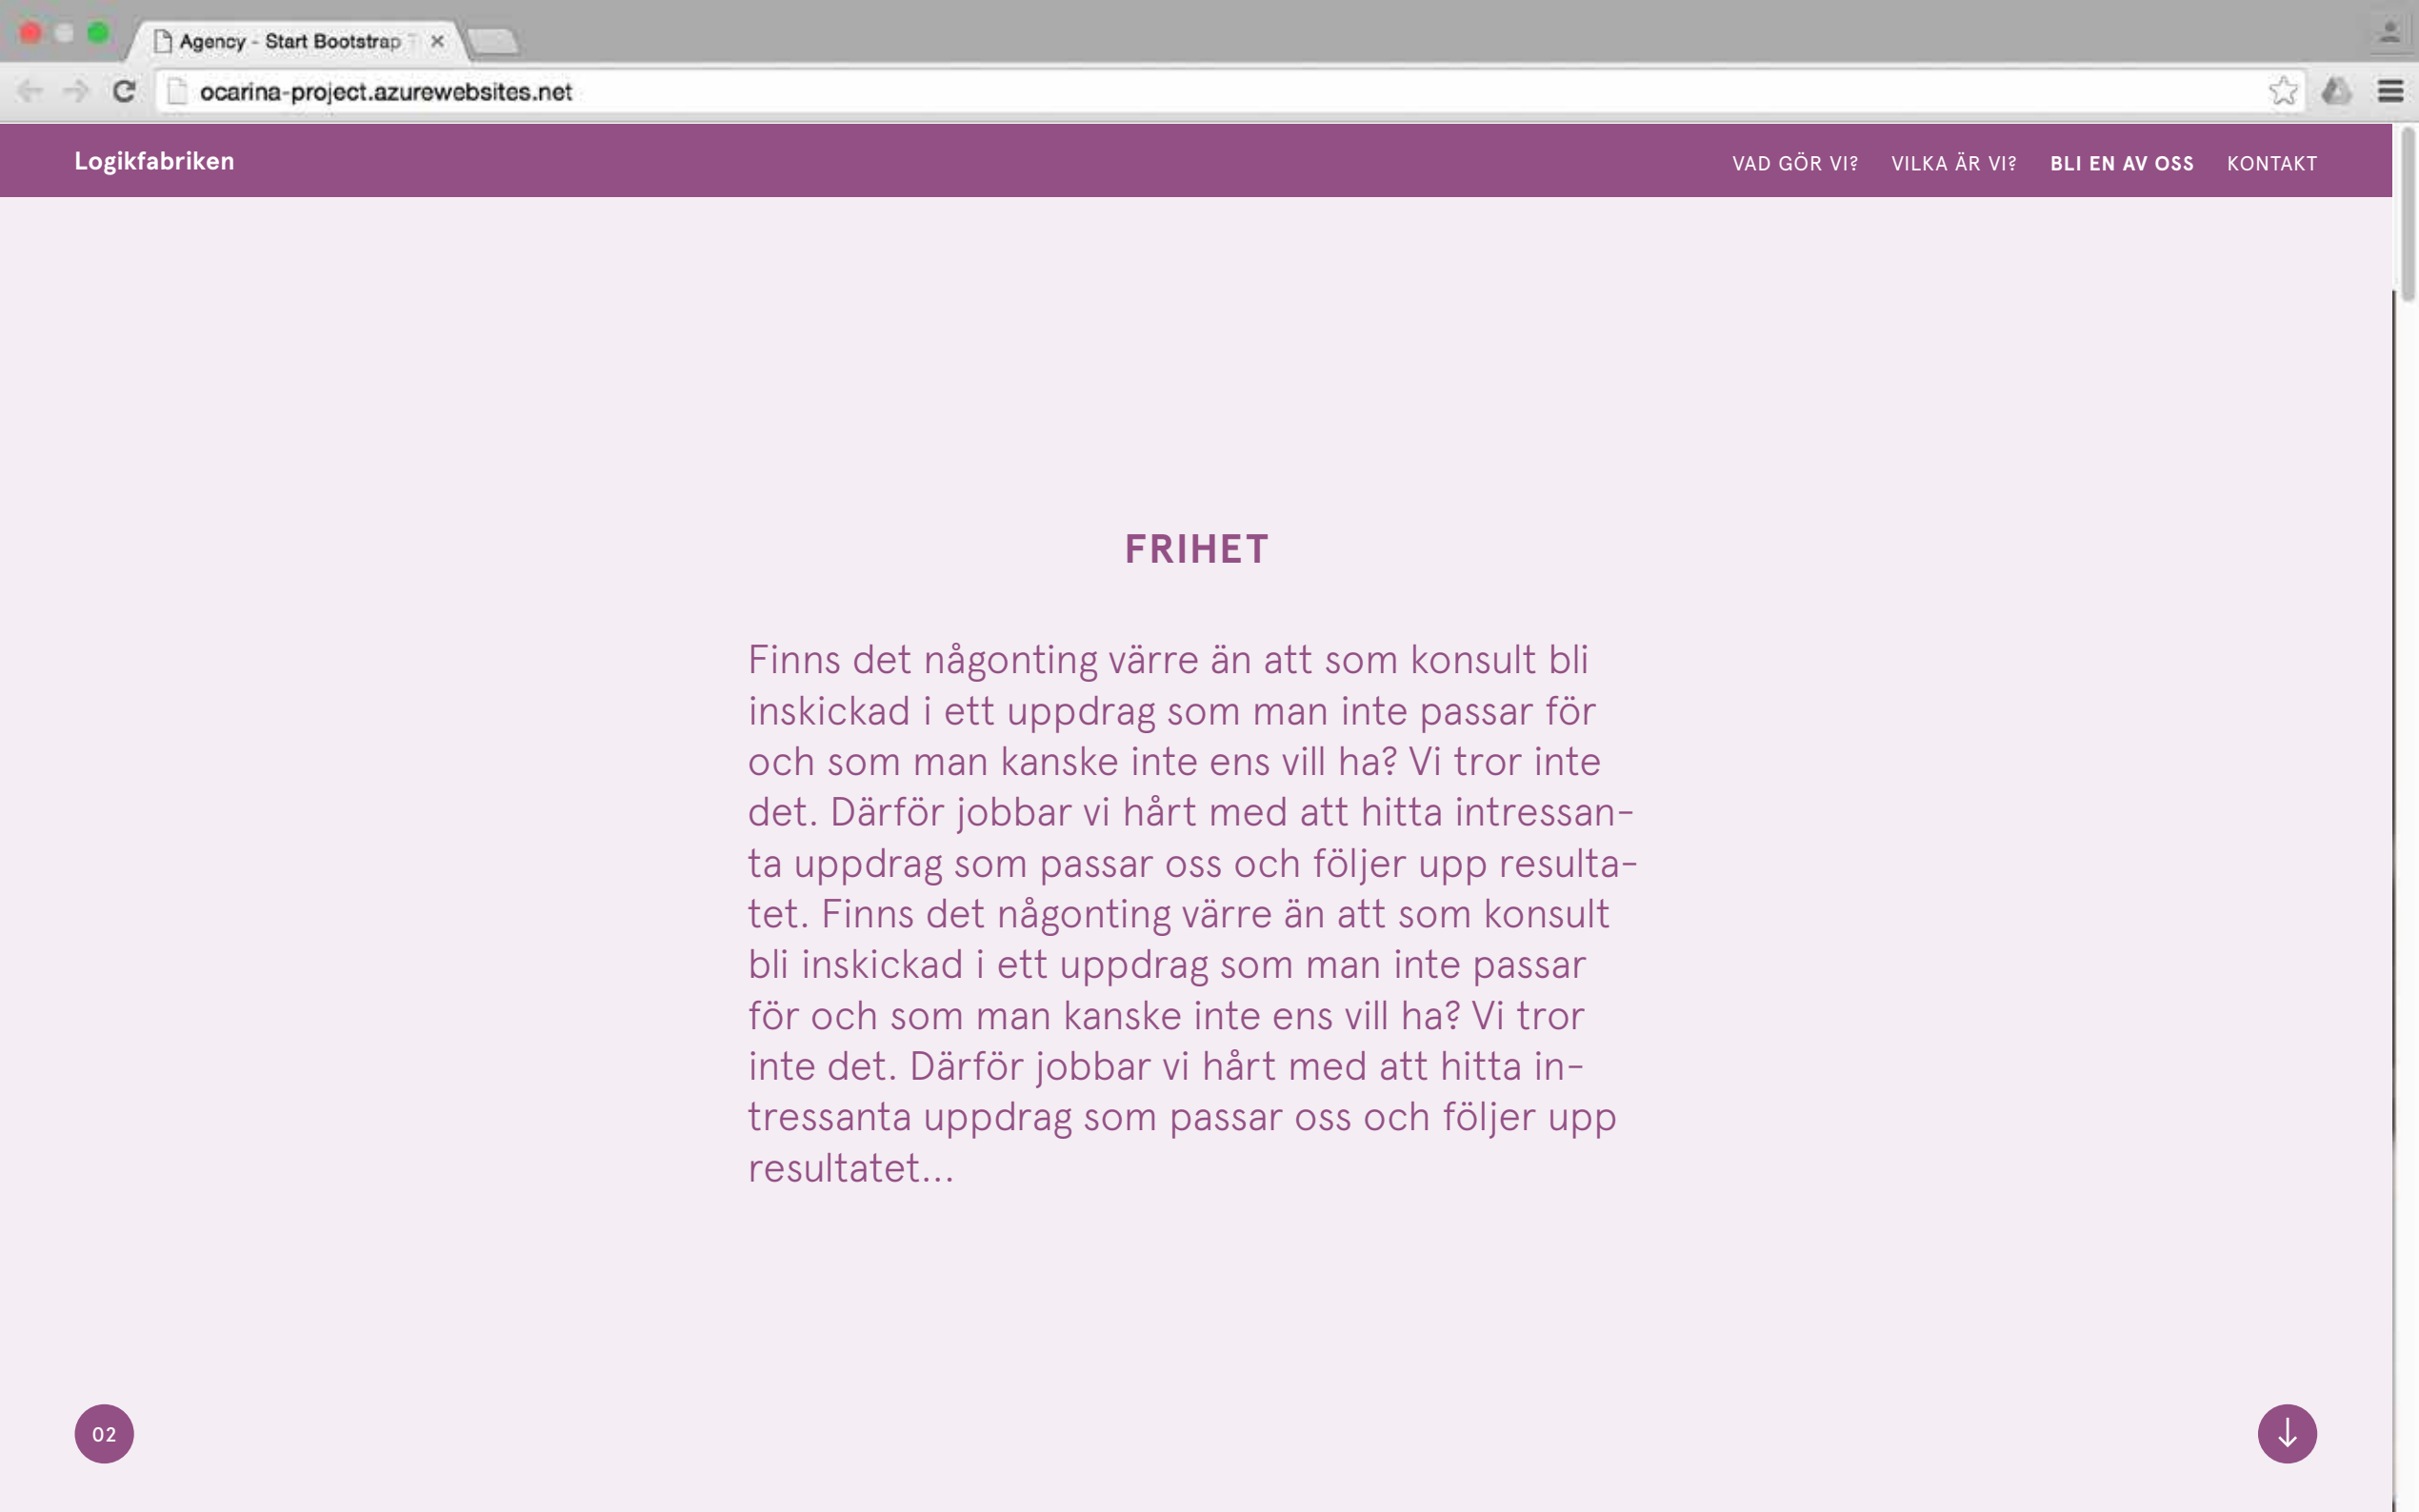 Agency - Start Bootstrap
ocarina-project.azurewebsites.net
Logikfabriken
VAD GÖR VI? VILKA ÄR VI? BLI EN AV OSS KONTAKT
FRIHET
Finns det någonting värre än att som konsult bli
inskickad i ett uppdrag som man inte passar för
och som man kanske inte ens vill ha? Vi tror inte
det. Därför jobbar vi hårt med att hitta intressan-
ta uppdrag som passar oss och följer upp resulta-
tet. Finns det någonting värre än att som konsult
bli inskickad i ett uppdrag som man inte passar
för och som man kanske inte ens vill ha? Vi tror
inte det. Därför jobbar vi hårt med att hitta in-
tressanta uppdrag som passar oss och följer upp
resultatet...
02